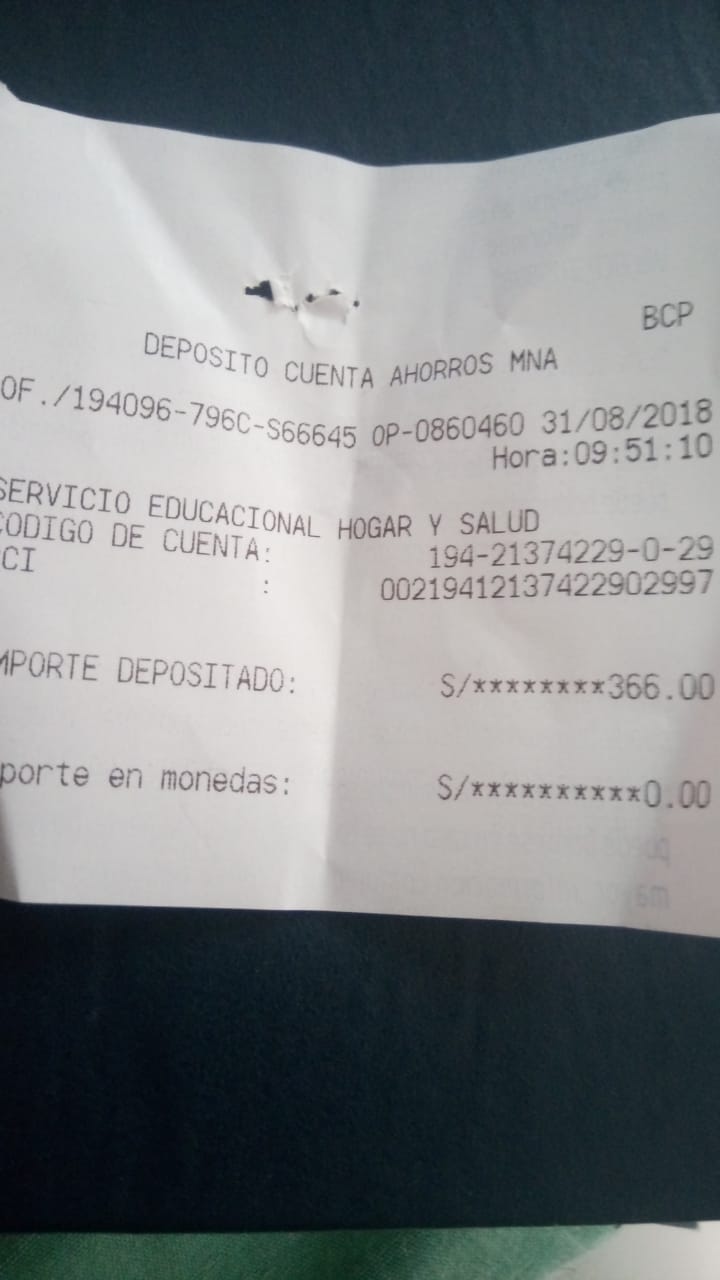 BCP
DEPOSITO CUENTA AHORROS MNA
OF./194096-796C-S66645 OP-0860460 31/08/2018
Hora:09:51:10
SERVICIO EDUCACIONAL HOGAR Y SALUD
CODIGO DE CUENTA: 194-21374229-0-29
CCI : 00219412137422902997
MPORTE DEPOSITADO: S/********366.00
porte en monedas: S/**********0.00